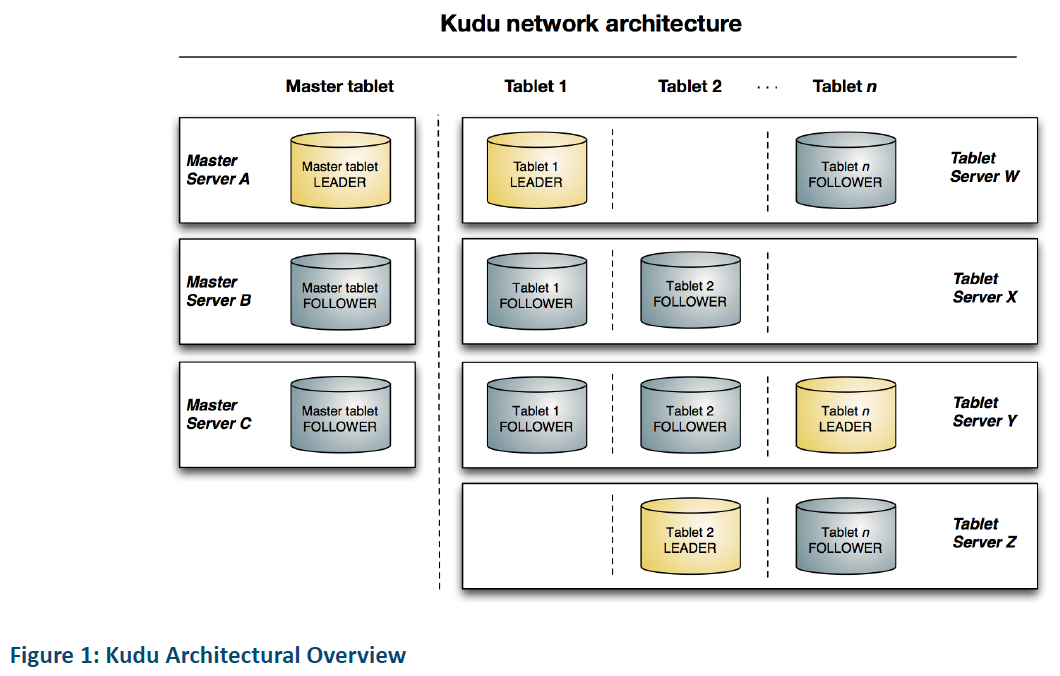 Kudu network architecture
Master tablet
Tablet 1
Tablet 2
. . .
Tablet n
Master
Server A
Master tablet
LEADER
Tablet 1
LEADER
Tablet n
FOLLOWER
Tablet
Server W
Master
Server B
Master tablet
FOLLOWER
Tablet 1
FOLLOWER
Tablet 2
FOLLOWER
Tablet
Server X
Master
Server C
Master tablet
FOLLOWER
Tablet 1
FOLLOWER
Tablet 2
FOLLOWER
Tablet n
LEADER
Tablet
Server Y
Tablet 2
LEADER
Tablet n
FOLLOWER
Tablet
Server Z
Figure 1: Kudu Architectural Overview